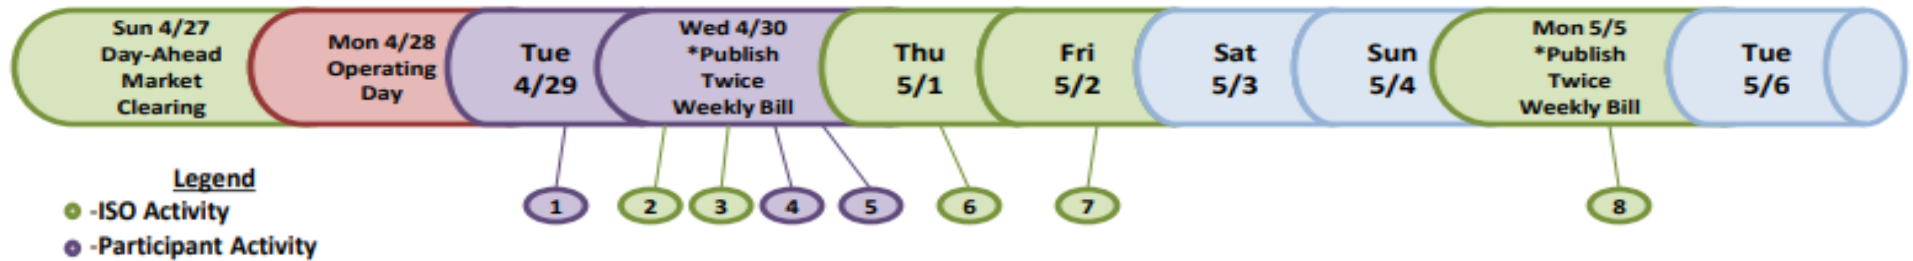 Sun 4/27
Day-Ahead
Market
Clearing
Mon 4/28
Operating
Day
Tue
4/29
Wed 4/30
*Publish
Twice
Weekly Bill
Thu
5/1
Fri
5/2
Sat
5/3
Sun
5/4
Mon 5/5
*Publish
Twice
Weekly Bill
Tue
5/6
1
2
3
4
5
6
7
8
Legend
-ISO Activity
-Participant Activity